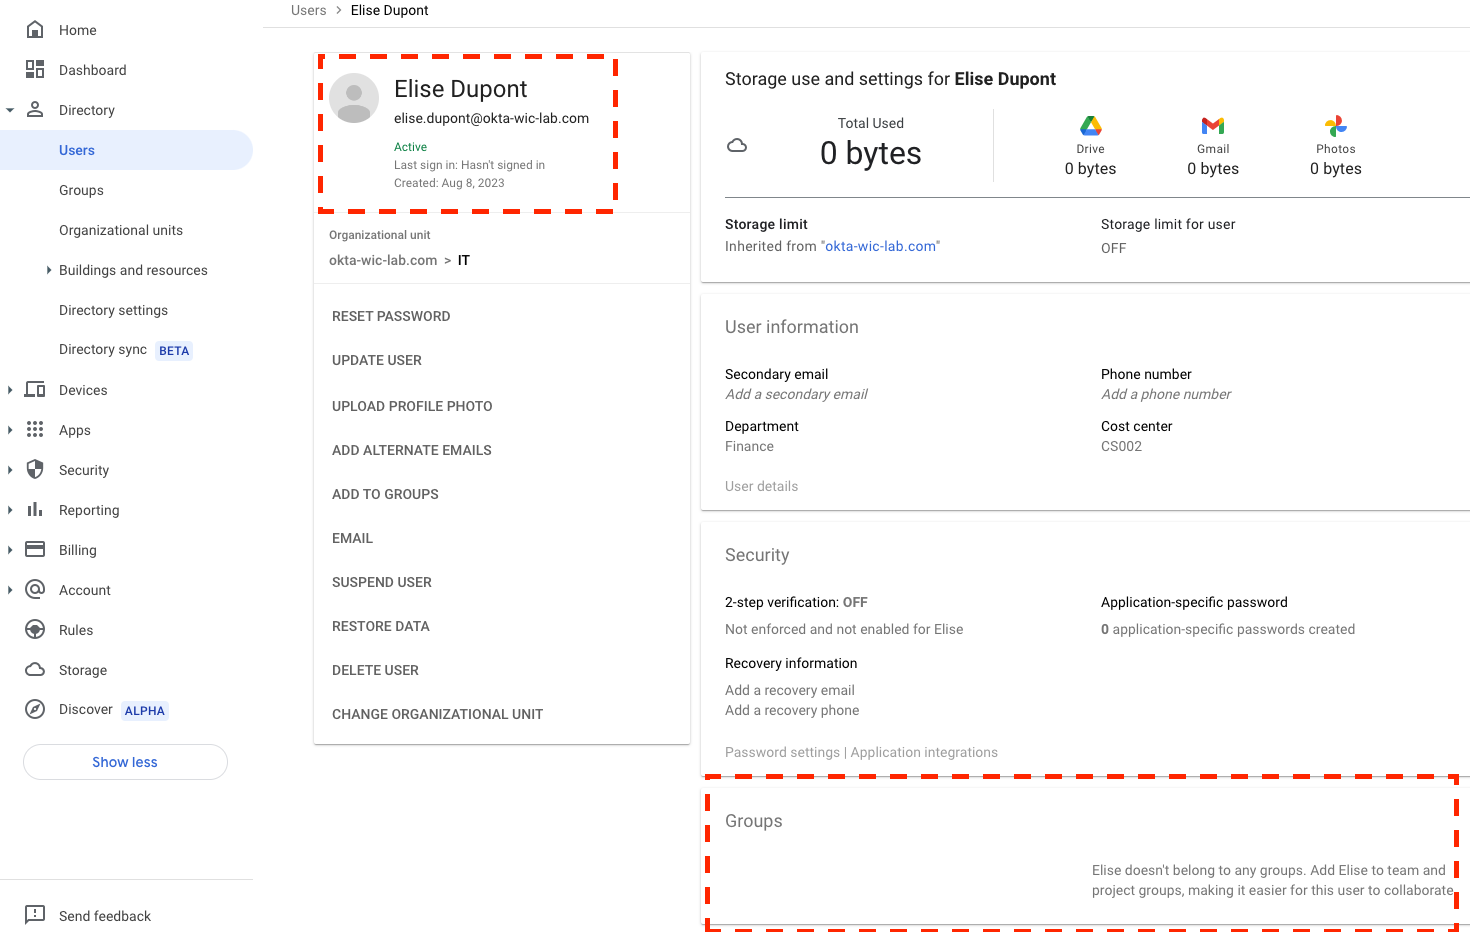 Home
Dashboard
Directory
Users
Groups
Organizational units
Buildings and resources
Directory settings
Directory sync BETA
Devices
Apps
Security
Reporting
Billing
Account
Rules
Storage
Discover ALPHA
Show less
Send feedback
Users > Elise Dupont
Elise Dupont
elise.dupont@okta-wic-lab.com
Active
Last sign in: Hasn't signed in
Created: Aug 8, 2023
Organizational unit
okta-wic-lab.com > IT
RESET PASSWORD
UPDATE USER
UPLOAD PROFILE PHOTO
ADD ALTERNATE EMAILS
ADD TO GROUPS
EMAIL
SUSPEND USER
RESTORE DATA
DELETE USER
CHANGE ORGANIZATIONAL UNIT
Storage use and settings for Elise Dupont
Total Used
0 bytes
Drive
0 bytes
Gmail
0 bytes
Photos
0 bytes
Storage limit
Inherited from "okta-wic-lab.com"
Storage limit for user
OFF
User information
Secondary email
Add a secondary email
Phone number
Add a phone number
Department
Finance
Cost center
CS002
User details
Security
2-step verification: OFF
Not enforced and not enabled for Elise
Application-specific password
0 application-specific passwords created
Recovery information
Add a recovery email
Add a recovery phone
Password settings | Application integrations
Groups
Elise doesn't belong to any groups. Add Elise to team and
project groups, making it easier for this user to collaborate